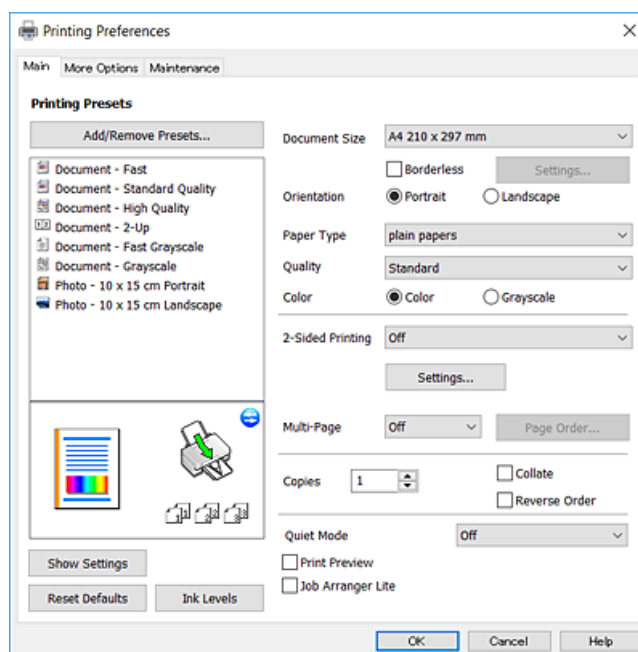 Printing Preferences
Main More Options Maintenance
Printing Presets
Add/Remove Presets...
Document - Fast
Document - Standard Quality
Document - High Quality
Document - 2-Up
Document - Fast Grayscale
Document - Grayscale
Photo - 10 x 15 cm Portrait
Photo - 10 x 15 cm Landscape
Show Settings
Reset Defaults Ink Levels
Document Size A4 210 x 297 mm
Borderless Settings...
Orientation Portrait Landscape
Paper Type plain papers
Quality Standard
Color Color Grayscale
2-Sided Printing Off
Settings...
Multi-Page Off Page Order...
Copies 1 Collate
Reverse Order
Quiet Mode Off
Print Preview
Job Arranger Lite
OK Cancel Help